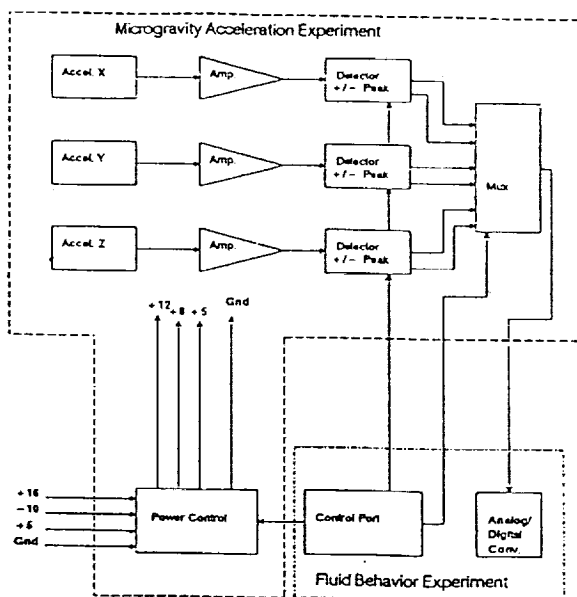 Microgravity Acceleration Experiment
Accel. X
Amp.
Detector
+/- Peak
Accel. Y
Amp.
Detector
+/- Peak
Mux
Accel. Z
Amp.
Detector
+/- Peak
+12
+8
+5
Gnd
+5
Gnd
Power Control
Control Port
Analog/
Digital
Conv.
Fluid Behavior Experiment